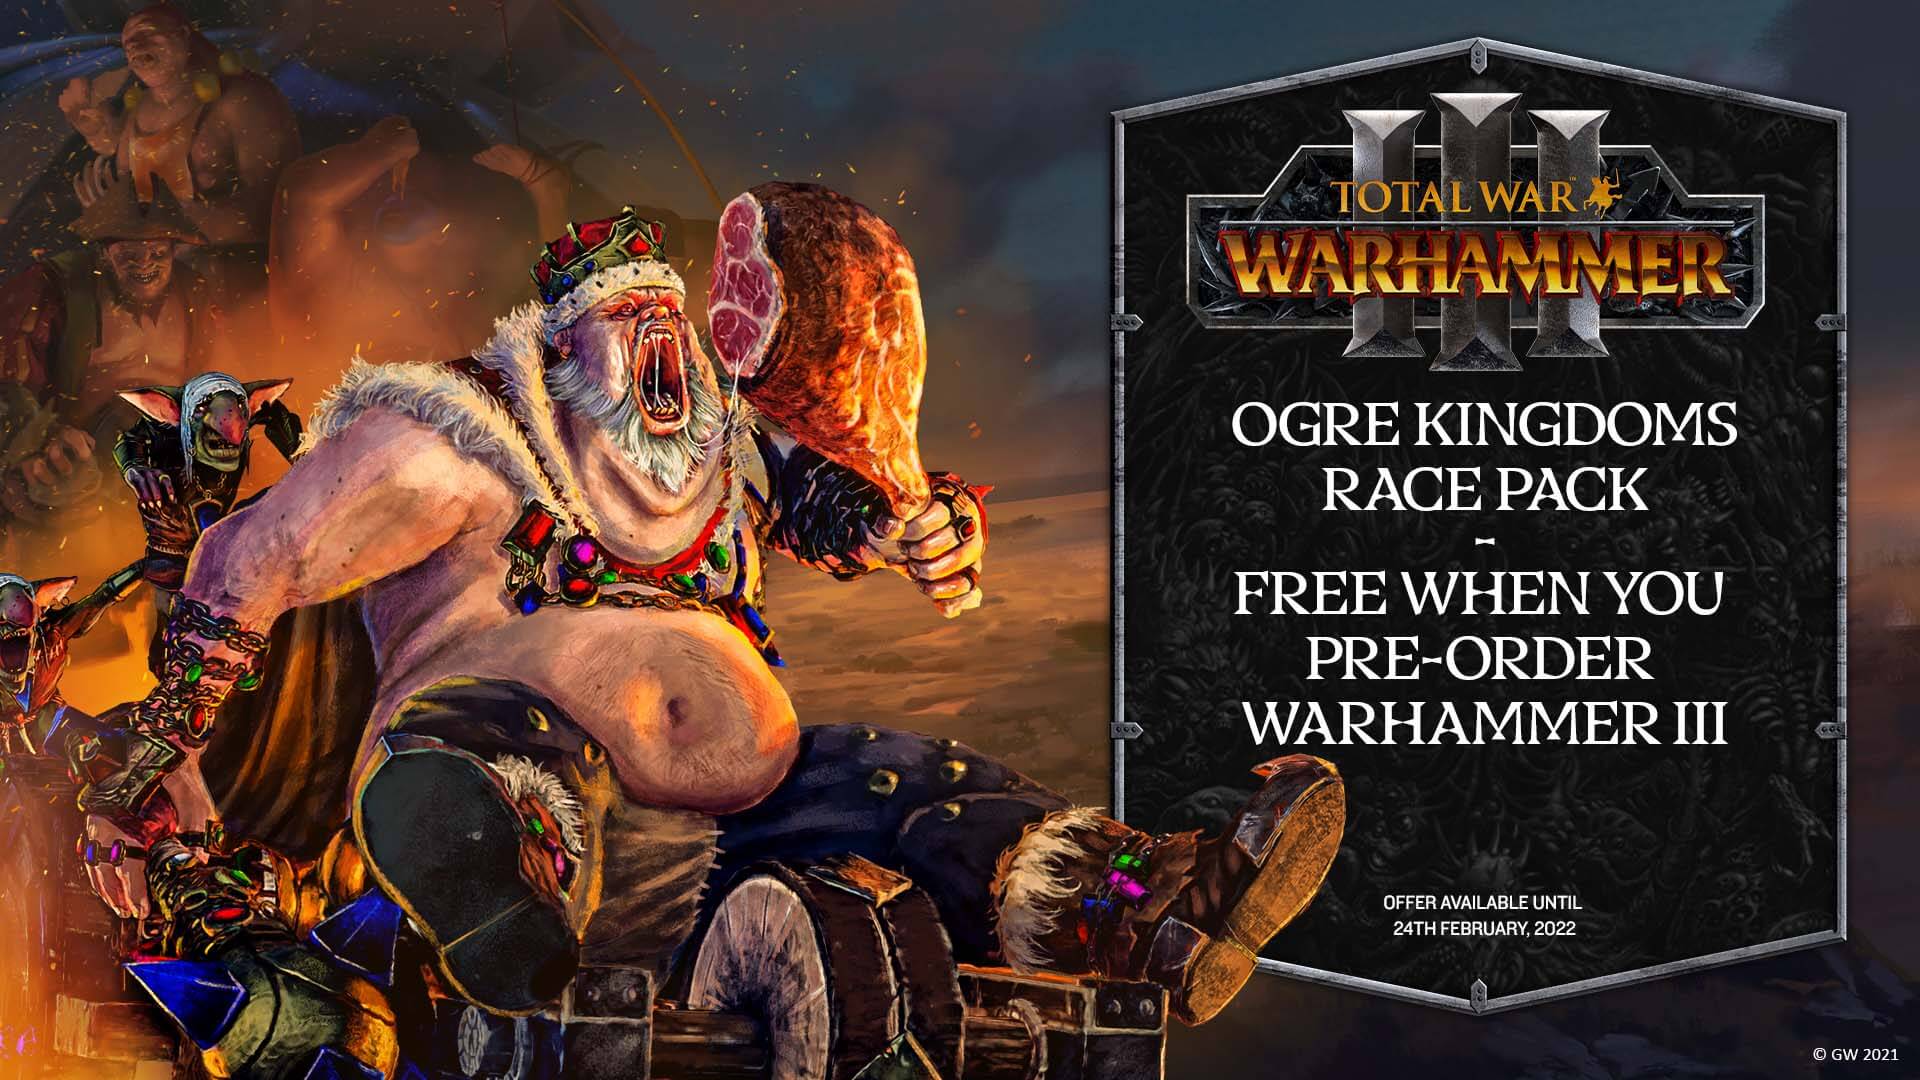 TOTAL WAR™
WARHAMMER
III
OGRE KINGDOMS
RACE PACK
-
FREE WHEN YOU
PRE-ORDER
WARHAMMER III
OFFER AVAILABLE UNTIL
24TH FEBRUARY, 2022
© GW 2021